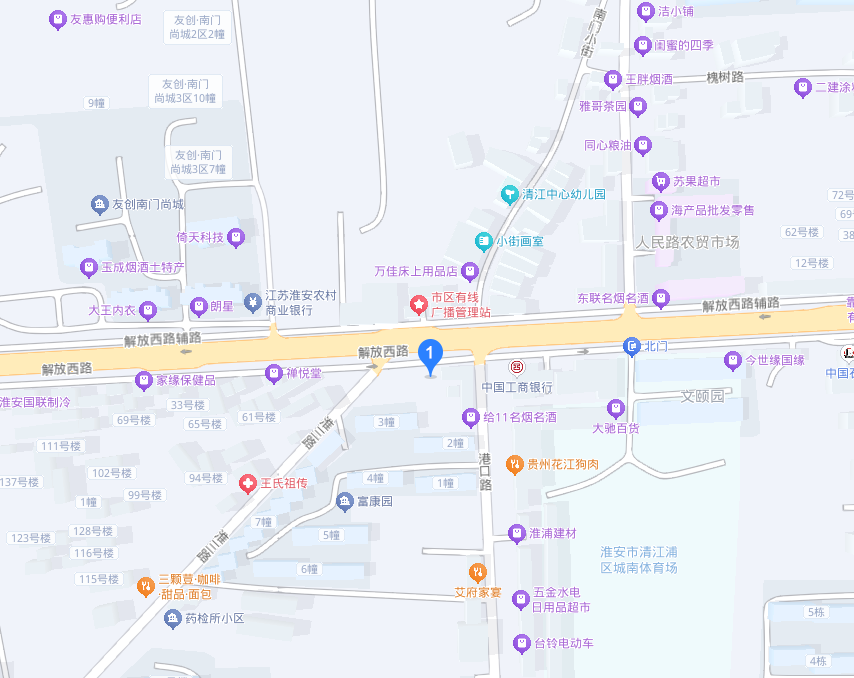 洁小铺
友惠购便利店
友创·南门
尚城2区2幢
南门小街
闺蜜的四季
王胖烟酒
槐树路
二建涂
友创·南门
尚城3区10幢
9幢
雅哥茶园
同心粮油
友创·南门
尚城3区7幢
苏果超市
清江中心幼儿园
72号
友创南门尚城
海产品批发零售
69
62号楼
38
倚天科技
小街画室
人民路农贸市场
玉成烟酒土特产
万佳床上用品店
12号楼
江苏淮安农村
商业银行
市区有线
广播管理站
东联名烟名酒
大王内衣
朗星
解放西路辅路
解放西路辅路
解放西路
1
北门
解放西路
今世缘国缘
禅悦堂
家缘保健品
中国工商银行
中国石
淮安国联制冷
33号楼
文颐园
69号楼
65号楼
61号楼
3幢
给11名烟名酒
大驰百货
淮三路
111号楼
2幢
港口路
贵州花江狗肉
102号楼
137号楼
94号楼
4幢
1幢
王氏祖传
99号楼
1幢
富康园
7幢
128号楼
123号楼
5幢
淮浦建材
116号楼
淮三路
淮安市清江浦
区城南体育场
6幢
115号楼
三颗荳·咖啡
·甜品·面包
艾府家宴
五金水电
日用品超市
药检所小区
5栋
台铃电动车
4栋